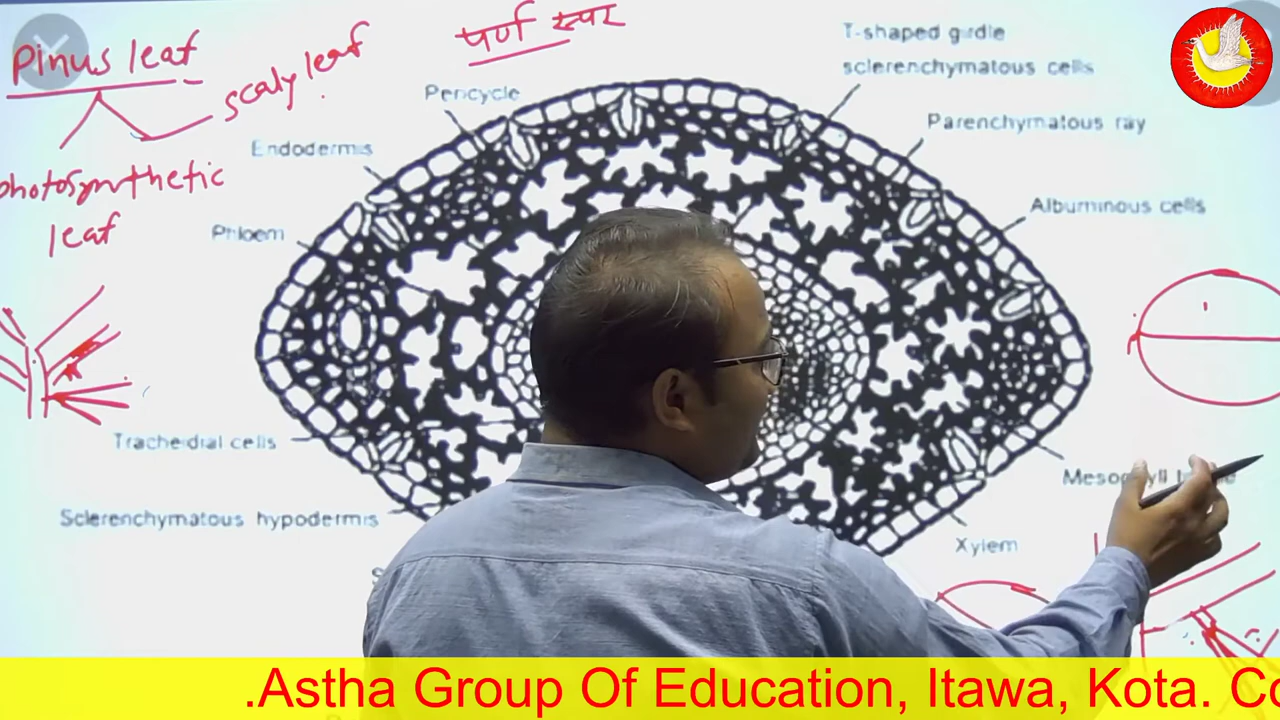 Pinus leaf
scaly leaf
photosynthetic
leaf
पर्ण
T-shaped girdle
sclerenchymatous cells
Pericycle
Parenchymatous ray
Endodermis
Albuminous cells
Phloem
Tracheidial cells
Sclerenchymatous hypodermis
Xylem
.Astha Group Of Education, Itawa, Kota. Co